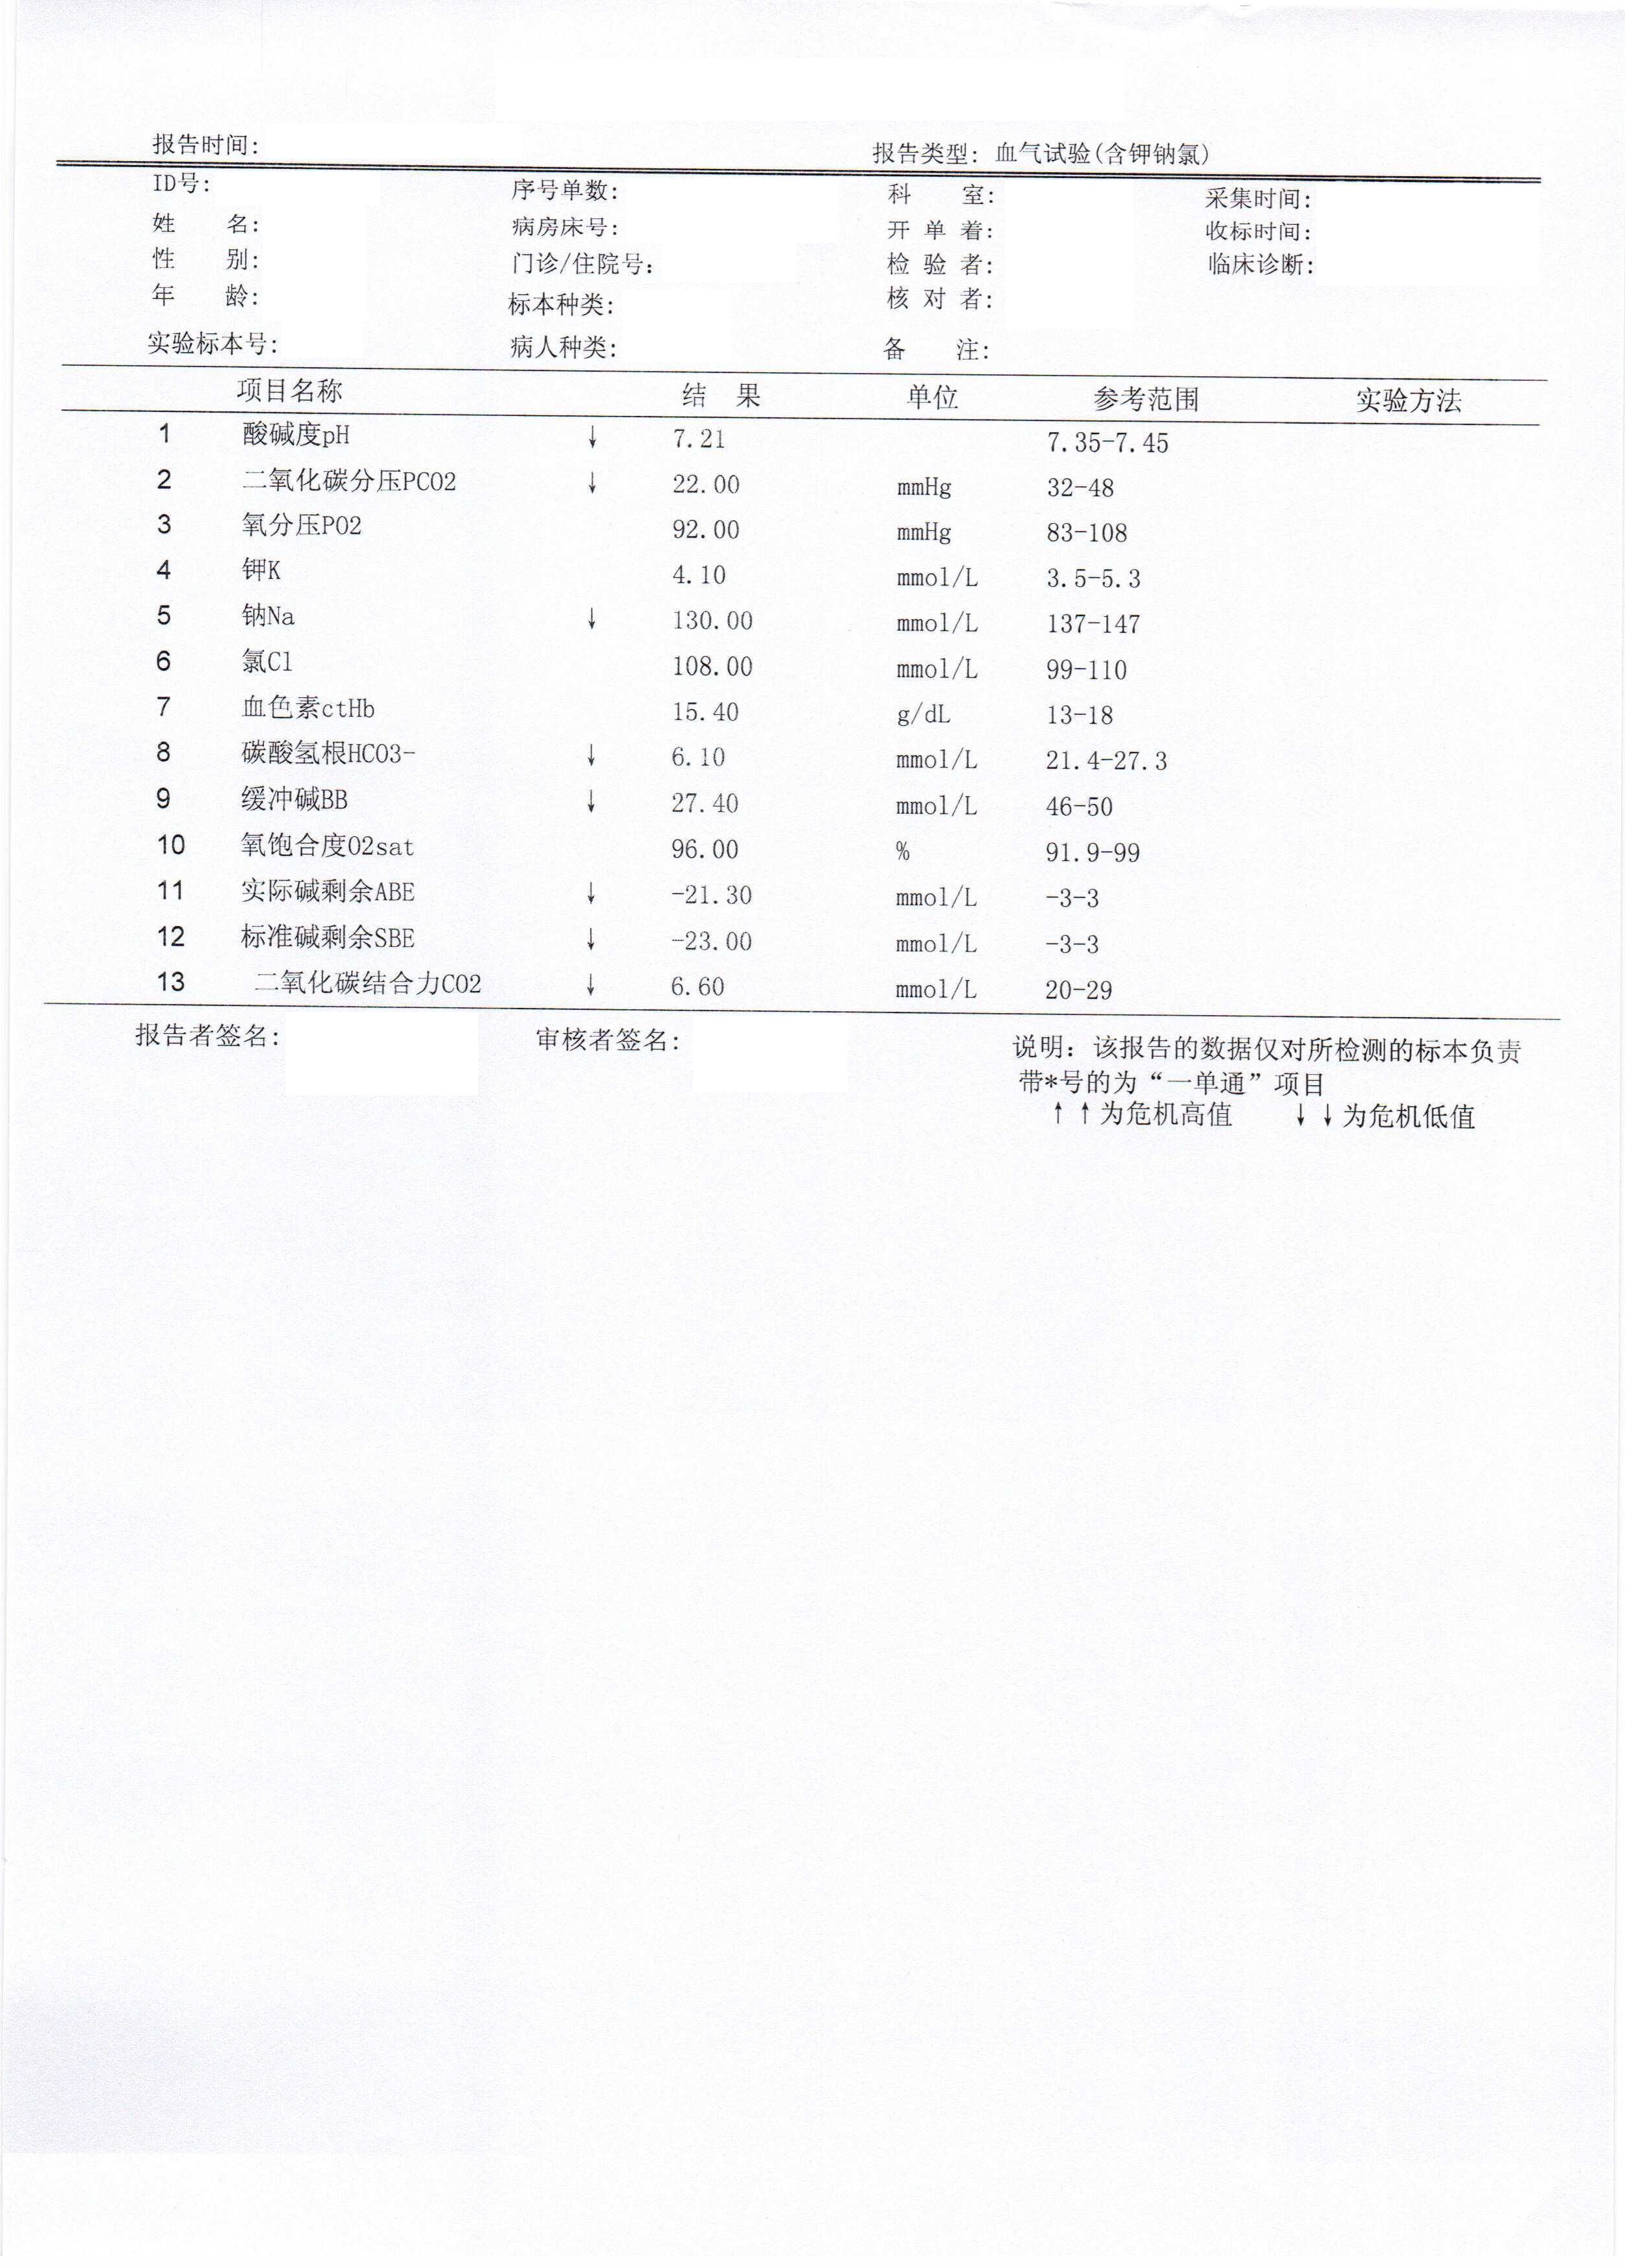 报告时间: 报告类型: 血气试验(含钾钠氯)
ID号: 序号单数: 科 室: 采集时间:
姓 名: 病房床号: 开 单 着: 收标时间:
性 别: 门诊/住院号: 检 验 者: 临床诊断:
年 龄: 标本种类: 核 对 者:
实验标本号: 病人种类: 备 注:
项目名称 结 果 单位 参考范围 实验方法
1 酸碱度pH ↓ 7.21 7.35-7.45
2 二氧化碳分压PCO2 ↓ 22.00 mmHg 32-48
3 氧分压PO2 92.00 mmHg 83-108
4 钾K 4.10 mmol/L 3.5-5.3
5 钠Na ↓ 130.00 mmol/L 137-147
6 氯Cl 108.00 mmol/L 99-110
7 血色素ctHb 15.40 g/dL 13-18
8 碳酸氢根HCO3- ↓ 6.10 mmol/L 21.4-27.3
9 缓冲碱BB ↓ 27.40 mmol/L 46-50
10 氧饱合度O2sat 96.00 % 91.9-99
11 实际碱剩余ABE ↓ -21.30 mmol/L -3-3
12 标准碱剩余SBE ↓ -23.00 mmol/L -3-3
13 二氧化碳结合力CO2 ↓ 6.60 mmol/L 20-29
报告者签名: 审核者签名: 说明: 该报告的数据仅对所检测的标本负责
带*号的为“一单通”项目
↑↑为危机高值 ↓↓为危机低值